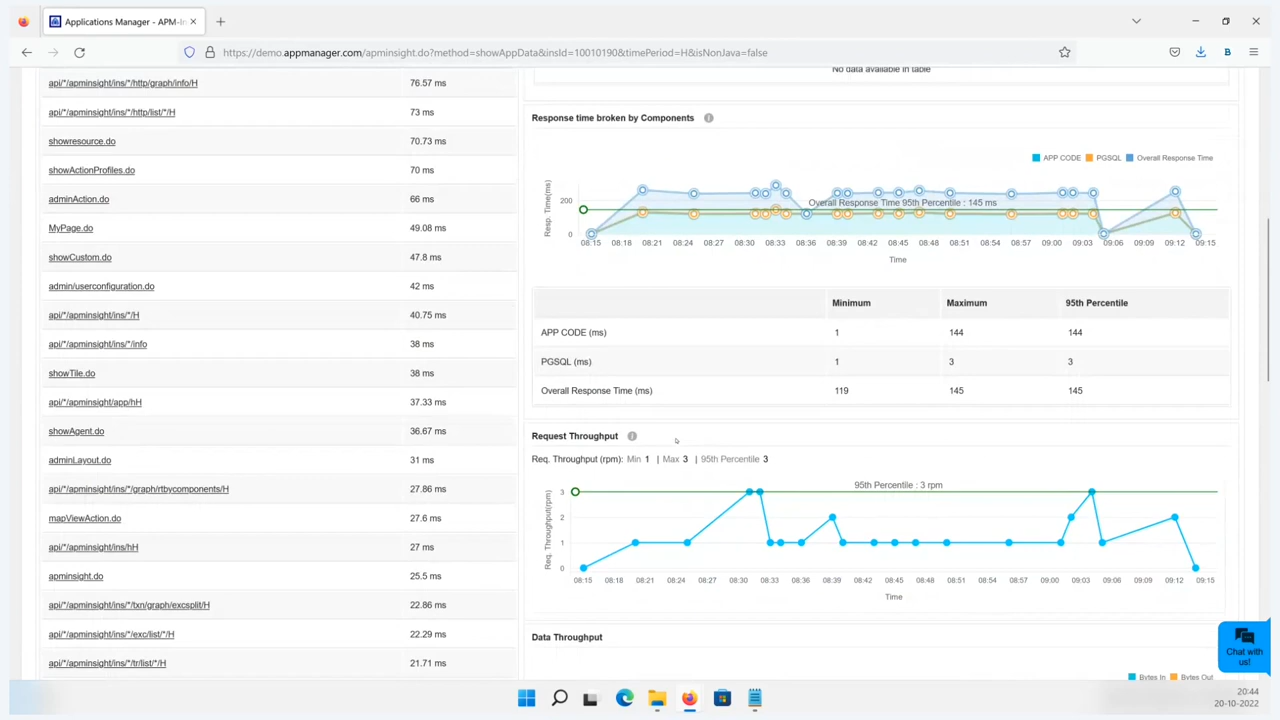 Applications Manager - APM-In
https://demo.appmanager.com/apminsight.do?method=showAppData&insId=10010190&timePeriod=H&isNonJava=false
api/*/apminsight/ins/*/http/graph/info/H 76.57 ms
api/*/apminsight/ins/*/http/list/*/H 73 ms
showresource.do 70.73 ms
showActionProfiles.do 70 ms
adminAction.do 66 ms
MyPage.do 49.08 ms
showCustom.do 47.8 ms
admin/userconfiguration.do 42 ms
api/*/apminsight/ins/*/H 40.75 ms
api/*/apminsight/ins/*/info 38 ms
showTile.do 38 ms
api/*/apminsight/app/hH 37.33 ms
showAgent.do 36.67 ms
adminLayout.do 31 ms
api/*/apminsight/ins/*/graph/rtbycomponents/H 27.86 ms
mapViewAction.do 27.6 ms
api/*/apminsight/ins/hH 27 ms
apminsight.do 25.5 ms
api/*/apminsight/ins/*/txn/graph/excsplit/H 22.86 ms
api/*/apminsight/ins/*/exc/list/*/H 22.29 ms
api/*/apminsight/ins/*/tr/list/*/H 21.71 ms
No data available in table
Response time broken by Components
APP CODE PGSQL Overall Response Time
Resp. Time(ms)
200
0
Overall Response Time 95th Percentile : 145 ms
08:15 08:18 08:21 08:24 08:27 08:30 08:33 08:36 08:39 08:42 08:45 08:48 08:51 08:54 08:57 09:00 09:03 09:06 09:09 09:12 09:15
Time
Minimum Maximum 95th Percentile
APP CODE (ms) 1 144 144
PGSQL (ms) 1 3 3
Overall Response Time (ms) 119 145 145
Request Throughput
Req. Throughput (rpm): Min 1 | Max 3 | 95th Percentile 3
95th Percentile : 3 rpm
Req. Throughput(rpm)
3
2
1
0
08:15 08:18 08:21 08:24 08:27 08:30 08:33 08:36 08:39 08:42 08:45 08:48 08:51 08:54 08:57 09:00 09:03 09:06 09:09 09:12 09:15
Time
Data Throughput
Bytes In Bytes Out
Chat with
us!
20:44
20-10-2022